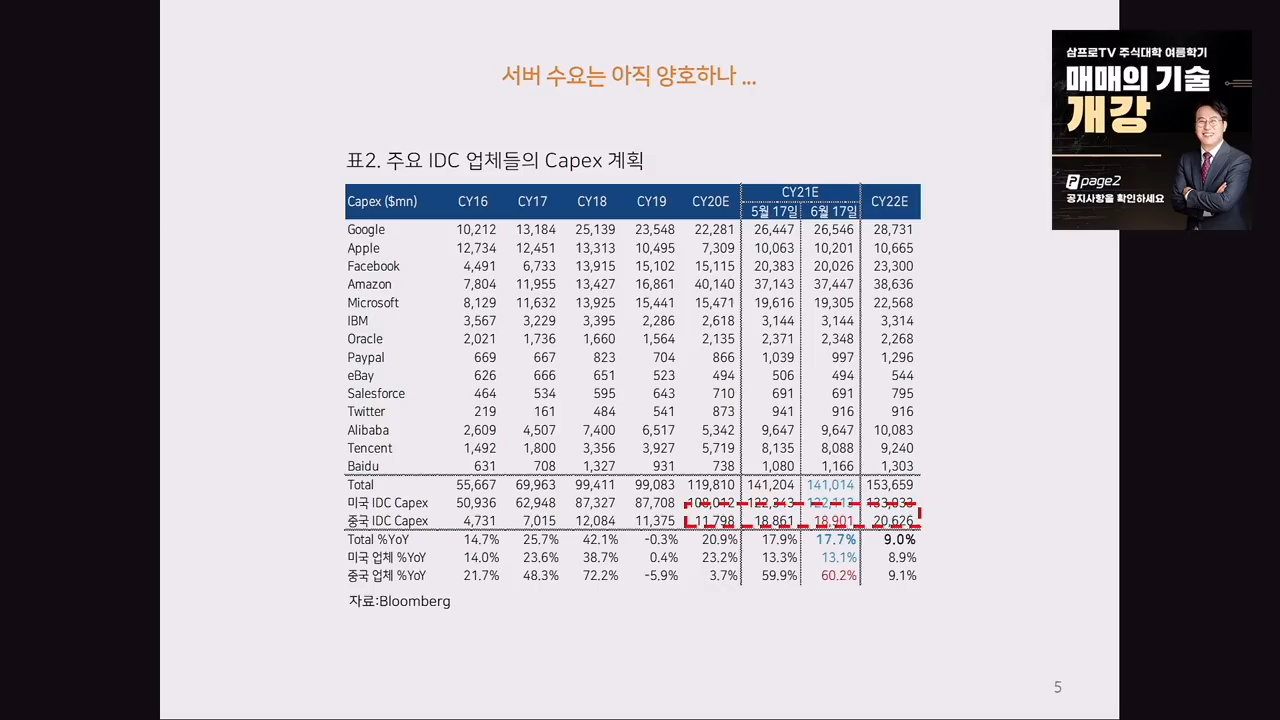 서버 수요는 아직 양호하나 ...
삼프로TV 주식대학 여름학기
매매의 기술
개강
page2
공지사항을 확인하세요
표2. 주요 IDC 업체들의 Capex 계획
Capex ($mn) CY16 CY17 CY18 CY19 CY20E CY21E CY22E
5월 17일 6월 17일
Google 10,212 13,184 25,139 23,548 22,281 26,447 26,546 28,731
Apple 12,734 12,451 13,313 10,495 7,309 10,063 10,201 10,665
Facebook 4,491 6,733 13,915 15,102 15,115 20,383 20,026 23,300
Amazon 7,804 11,955 13,427 16,861 40,140 37,143 37,447 38,636
Microsoft 8,129 11,632 13,925 15,441 15,471 19,616 19,305 22,568
IBM 3,567 3,229 3,395 2,286 2,618 3,144 3,144 3,314
Oracle 2,021 1,736 1,660 1,564 2,135 2,371 2,348 2,268
Paypal 669 667 823 704 866 1,039 997 1,296
eBay 626 666 651 523 494 506 494 544
Salesforce 464 534 595 643 710 691 691 795
Twitter 219 161 484 541 873 941 916 916
Alibaba 2,609 4,507 7,400 6,517 5,342 9,647 9,647 10,083
Tencent 1,492 1,800 3,356 3,927 5,719 8,135 8,088 9,240
Baidu 631 708 1,327 931 738 1,080 1,166 1,303
Total 55,667 69,963 99,411 99,083 119,810 141,204 141,014 153,659
미국 IDC Capex 50,936 62,948 87,327 87,708 108,012 122,343 122,113 133,033
중국 IDC Capex 4,731 7,015 12,084 11,375 11,798 18,861 18,901 20,626
Total %YoY 14.7% 25.7% 42.1% -0.3% 20.9% 17.9% 17.7% 9.0%
미국 업체 %YoY 14.0% 23.6% 38.7% 0.4% 23.2% 13.3% 13.1% 8.9%
중국 업체 %YoY 21.7% 48.3% 72.2% -5.9% 3.7% 59.9% 60.2% 9.1%
자료:Bloomberg
5